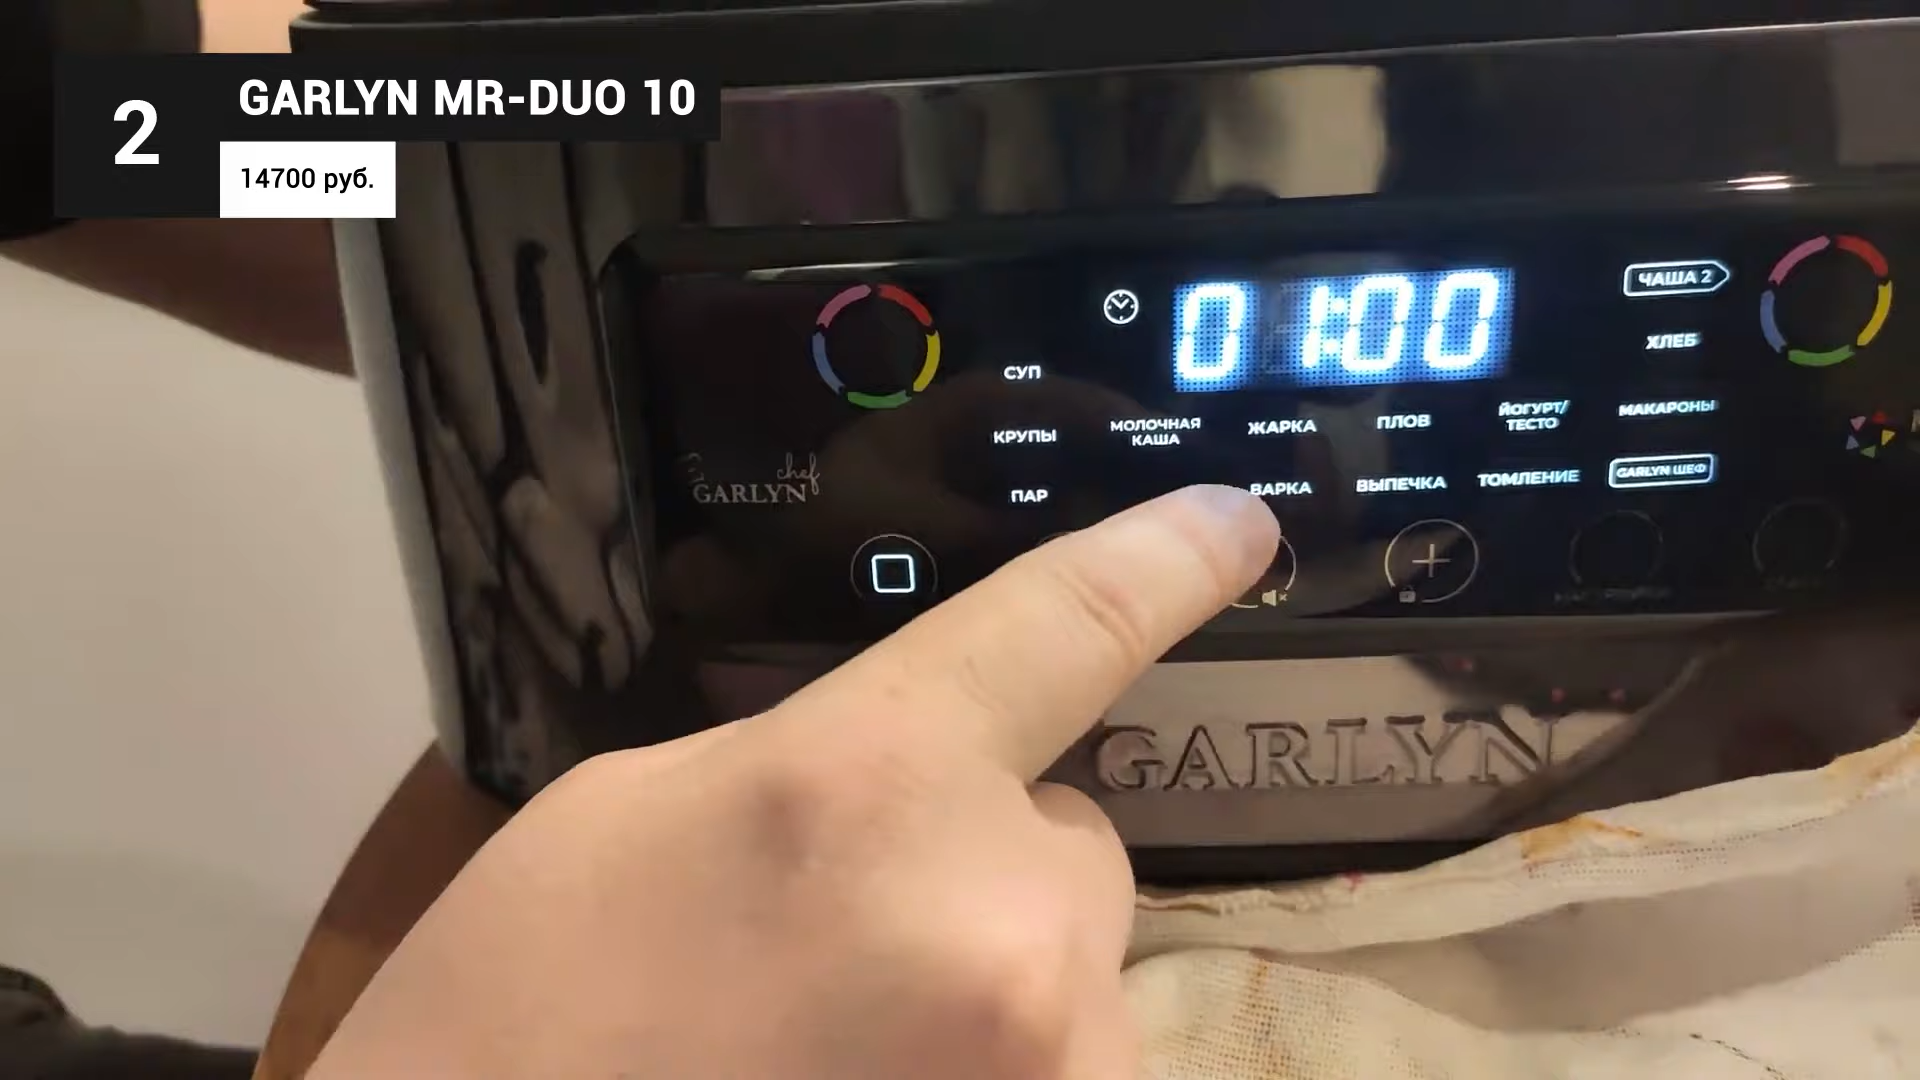 2
GARLYN MR-DUO 10
14700 руб.
01:00
ЧАША 2
ХЛЕБ
СУП
КРУПЫ
МОЛОЧНАЯ
КАША
ЖАРКА
ПЛОВ
ЙОГУРТ/
ТЕСТО
МАКАРОНЫ
ПАР
ВАРКА
ВЫПЕЧКА
ТОМЛЕНИЕ
GARLYN ШЕФ
chef
GARLYN
GARLYN